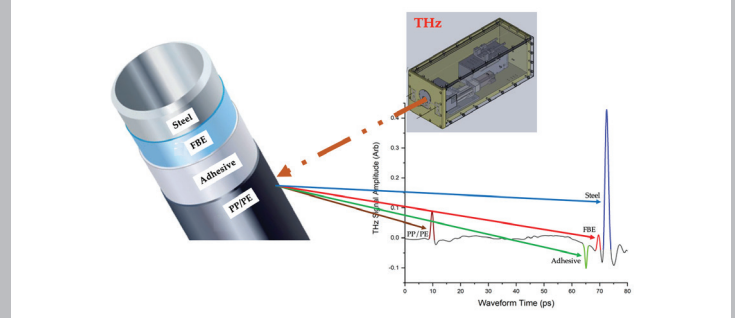 THz
Steel
FBE
Adhesive
PP/PE
THz Signal Amplitude (Arb)
0.4
0.3
0.2
0.1
0.0
-0.1
Steel
FBE
PP/PE
Adhesive
0 10 20 30 40 50 60 70 80
Waveform Time (ps)